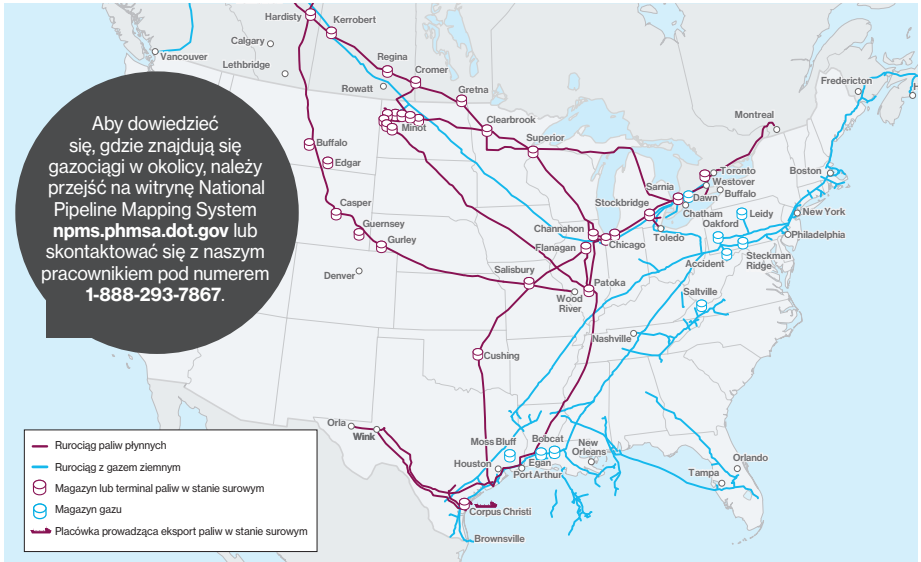 Hardisty
Kerrobert
Calgary
Vancouver
Lethbridge
Regina
Cromer
Rowatt
Gretna
Fredericton
Montreal
Aby dowiedzieć
się, gdzie znajdują się
gazociągi w okolicy, należy
przejść na witrynę National
Pipeline Mapping System
npms.phmsa.dot.gov lub
skontaktować się z naszym
pracownikiem pod numerem
1-888-293-7867.
Minot
Clearbrook
Superior
Buffalo
Edgar
Casper
Guernsey
Gurley
Denver
Toronto
Westover
Buffalo
Boston
Sarnia
Dawn
Stockbridge
Chatham
Leidy
Oakford
New York
Channahon
Flanagan
Chicago
Toledo
Philadelphia
Accident
Steckman
Ridge
Salisbury
Patoka
Wood
River
Saltville
Nashville
Cushing
Orla
Wink
Moss Bluff
Bobcat
New
Orleans
Houston
Egan
Port Arthur
Orlando
Tampa
Corpus Christi
Brownsville
Rurociąg paliw płynnych
Rurociąg z gazem ziemnym
Magazyn lub terminal paliw w stanie surowym
Magazyn gazu
Placówka prowadząca eksport paliw w stanie surowym